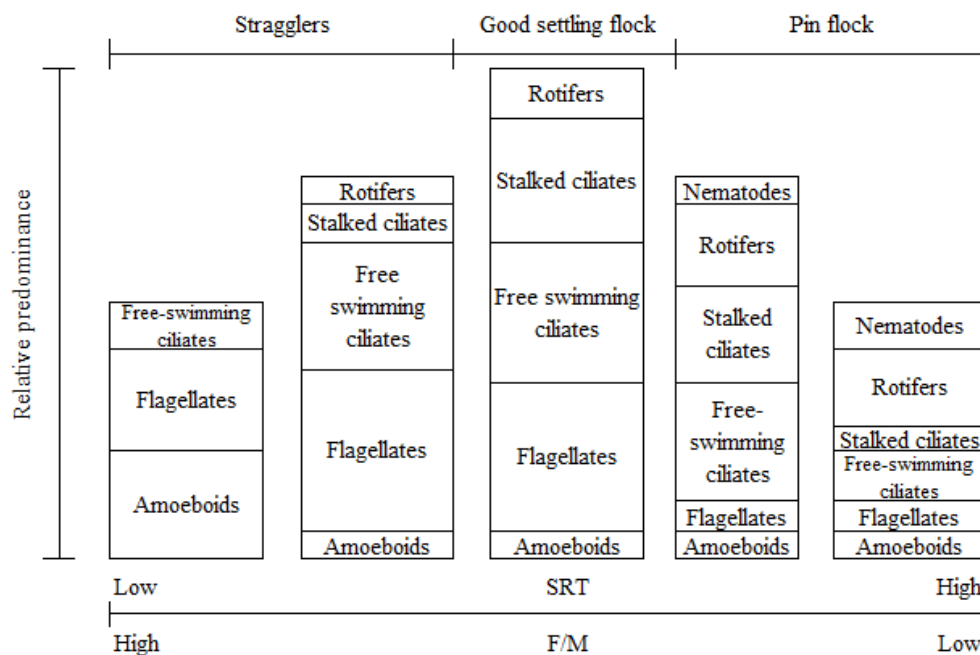 Stragglers
Good settling flock
Pin flock
Relative predominance
Free-swimming
ciliates
Flagellates
Amoeboids
Rotifers
Stalked ciliates
Free
swimming
ciliates
Flagellates
Amoeboids
Rotifers
Stalked ciliates
Free swimming
ciliates
Flagellates
Amoeboids
Nematodes
Rotifers
Stalked
ciliates
Free-
swimming
ciliates
Flagellates
Amoeboids
Nematodes
Rotifers
Stalked ciliates
Free-swimming
ciliates
Flagellates
Amoeboids
Low
SRT
High
High
F/M
Low